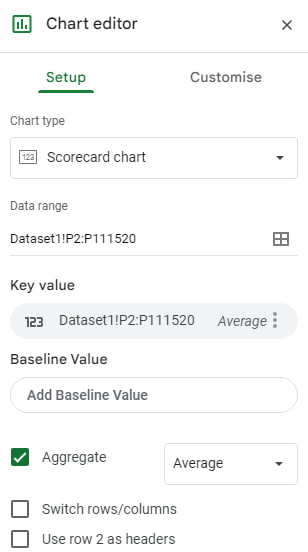 Chart editor
Setup Customise
Chart type
123 Scorecard chart
Data range
Dataset1!P2:P111520
Key value
123 Dataset1!P2:P111520 Average
Baseline Value
Add Baseline Value
Aggregate Average
Switch rows/columns
Use row 2 as headers